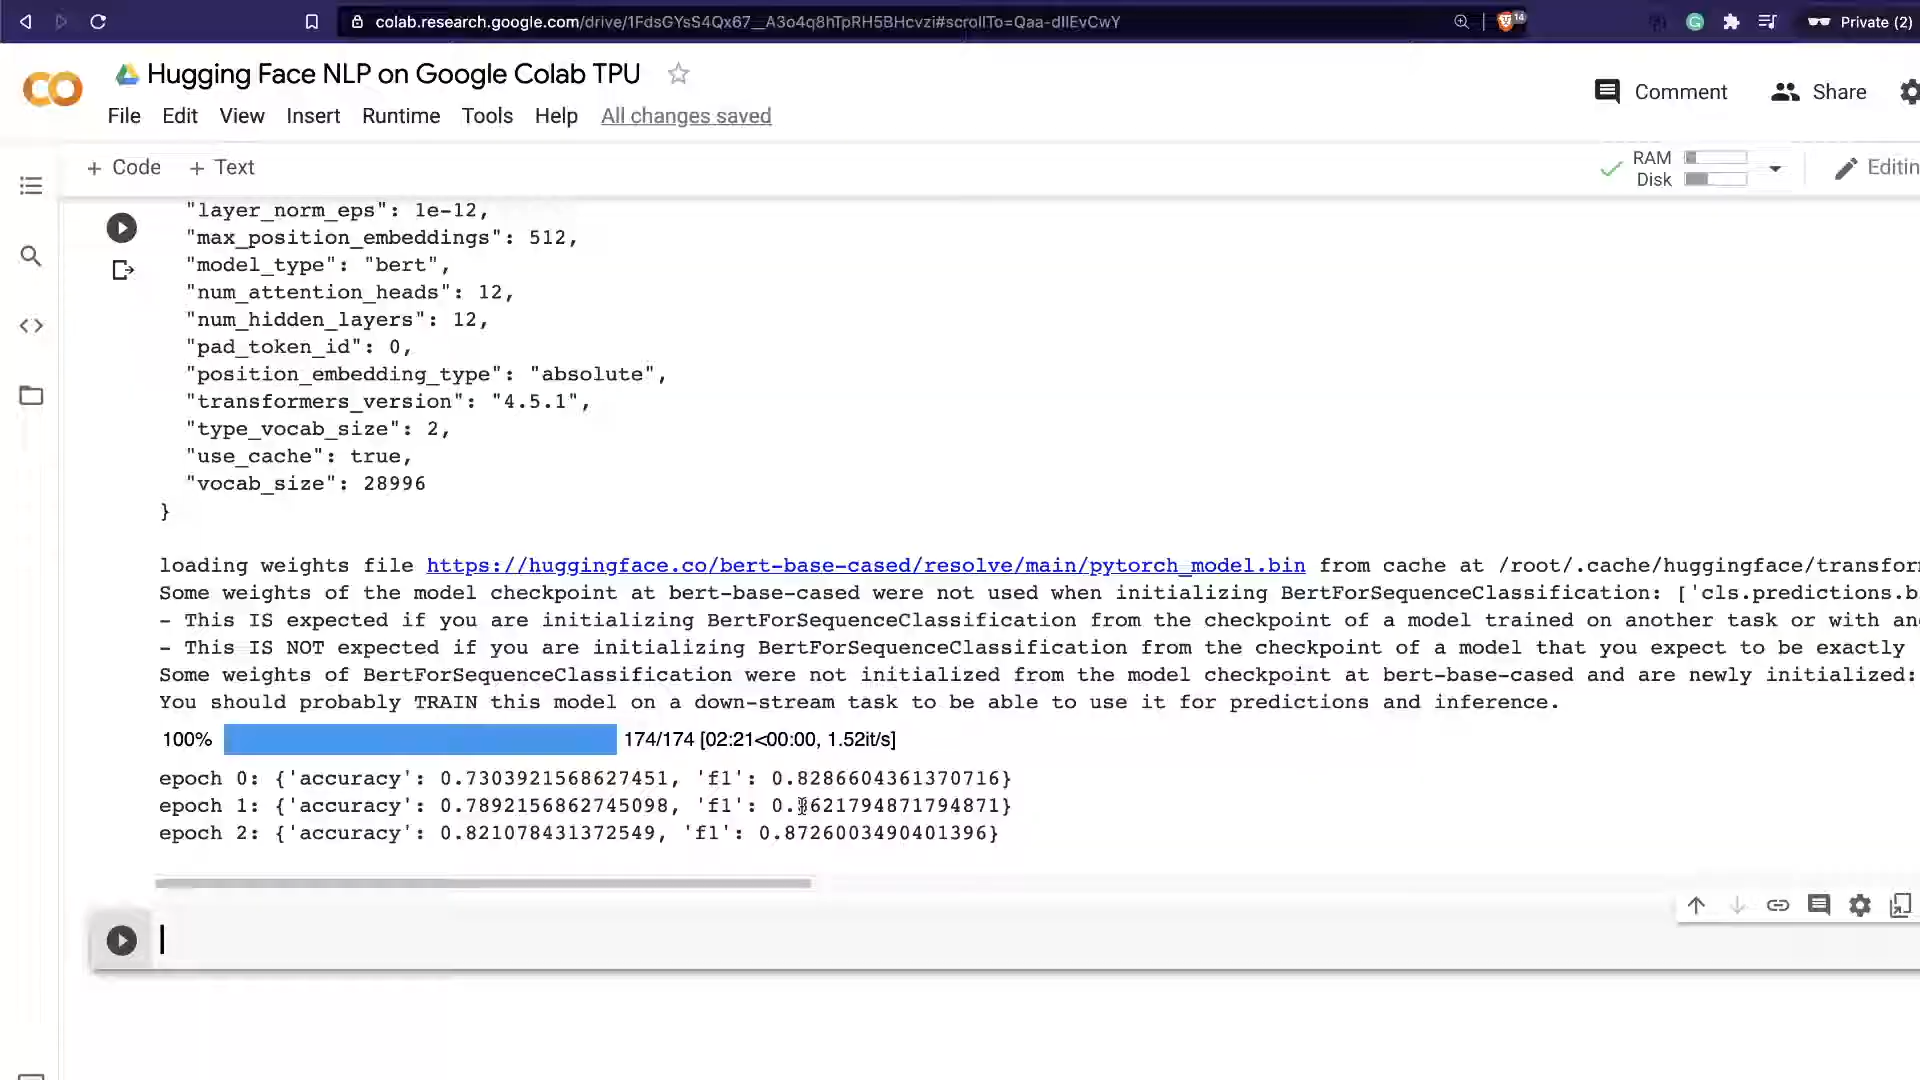 colab.research.google.com/drive/1FdsGYsS4Qx67__A3o4q8hTpRH5BHcvzi#scrollTo=Qaa-dIIEvCwY
14
Private (2)
CO
Hugging Face NLP on Google Colab TPU
Comment
Share
File Edit View Insert Runtime Tools Help All changes saved
+ Code + Text
RAM
Disk
Editin
"layer_norm_eps": 1e-12,
"max_position_embeddings": 512,
"model_type": "bert",
"num_attention_heads": 12,
"num_hidden_layers": 12,
"pad_token_id": 0,
"position_embedding_type": "absolute",
"transformers_version": "4.5.1",
"type_vocab_size": 2,
"use_cache": true,
"vocab_size": 28996
}
loading weights file https://huggingface.co/bert-base-cased/resolve/main/pytorch_model.bin from cache at /root/.cache/huggingface/transfor
Some weights of the model checkpoint at bert-base-cased were not used when initializing BertForSequenceClassification: ['cls.predictions.b
- This IS expected if you are initializing BertForSequenceClassification from the checkpoint of a model trained on another task or with an
- This IS NOT expected if you are initializing BertForSequenceClassification from the checkpoint of a model that you expect to be exactly
Some weights of BertForSequenceClassification were not initialized from the model checkpoint at bert-base-cased and are newly initialized:
You should probably TRAIN this model on a down-stream task to be able to use it for predictions and inference.
100% 174/174 [02:21<00:00, 1.52it/s]
epoch 0: {'accuracy': 0.7303921568627451, 'f1': 0.8286604361370716}
epoch 1: {'accuracy': 0.7892156862745098, 'f1': 0.8621794871794871}
epoch 2: {'accuracy': 0.821078431372549, 'f1': 0.8726003490401396}